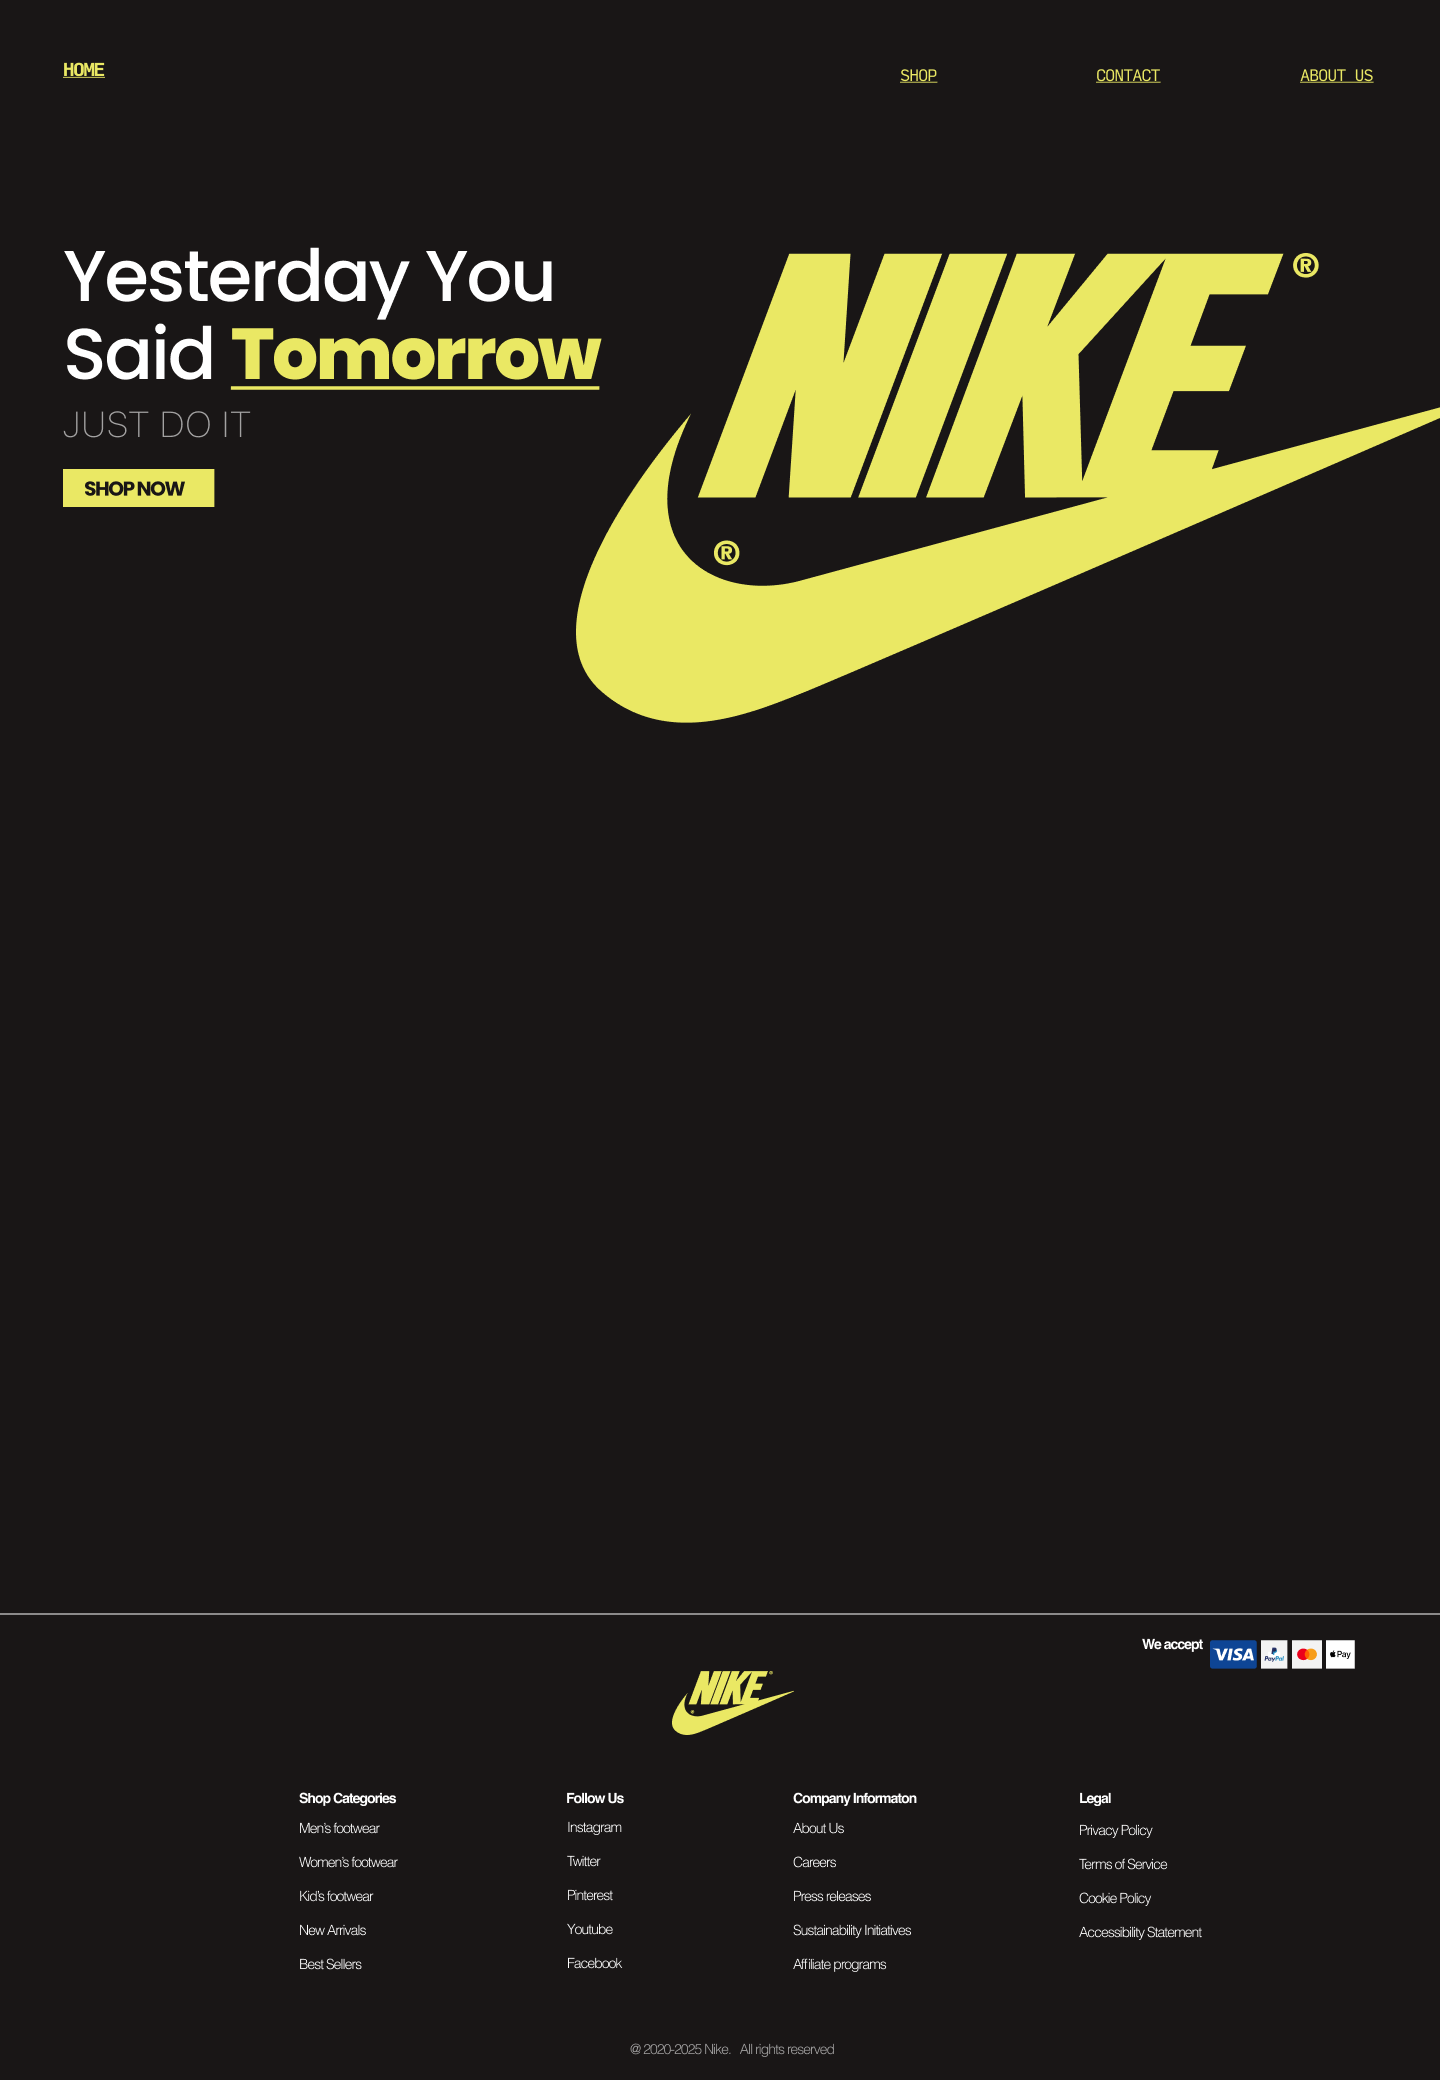 HOME
SHOP
CONTACT
ABOUT US
Yesterday You
Said Tomorrow
JUST DO IT
SHOP NOW
NIKE®
®
We accept
VISA
PayPal
Pay
NIKE
Shop Categories
Men's footwear
Women's footwear
Kid's footwear
New Arrivals
Best Sellers
Follow Us
Instagram
Twitter
Pinterest
Youtube
Facebook
Company Informaton
About Us
Careers
Press releases
Sustainability Initiatives
Affiliate programs
Legal
Privacy Policy
Terms of Service
Cookie Policy
Accessibility Statement
@ 2020-2025 Nike. All rights reserved